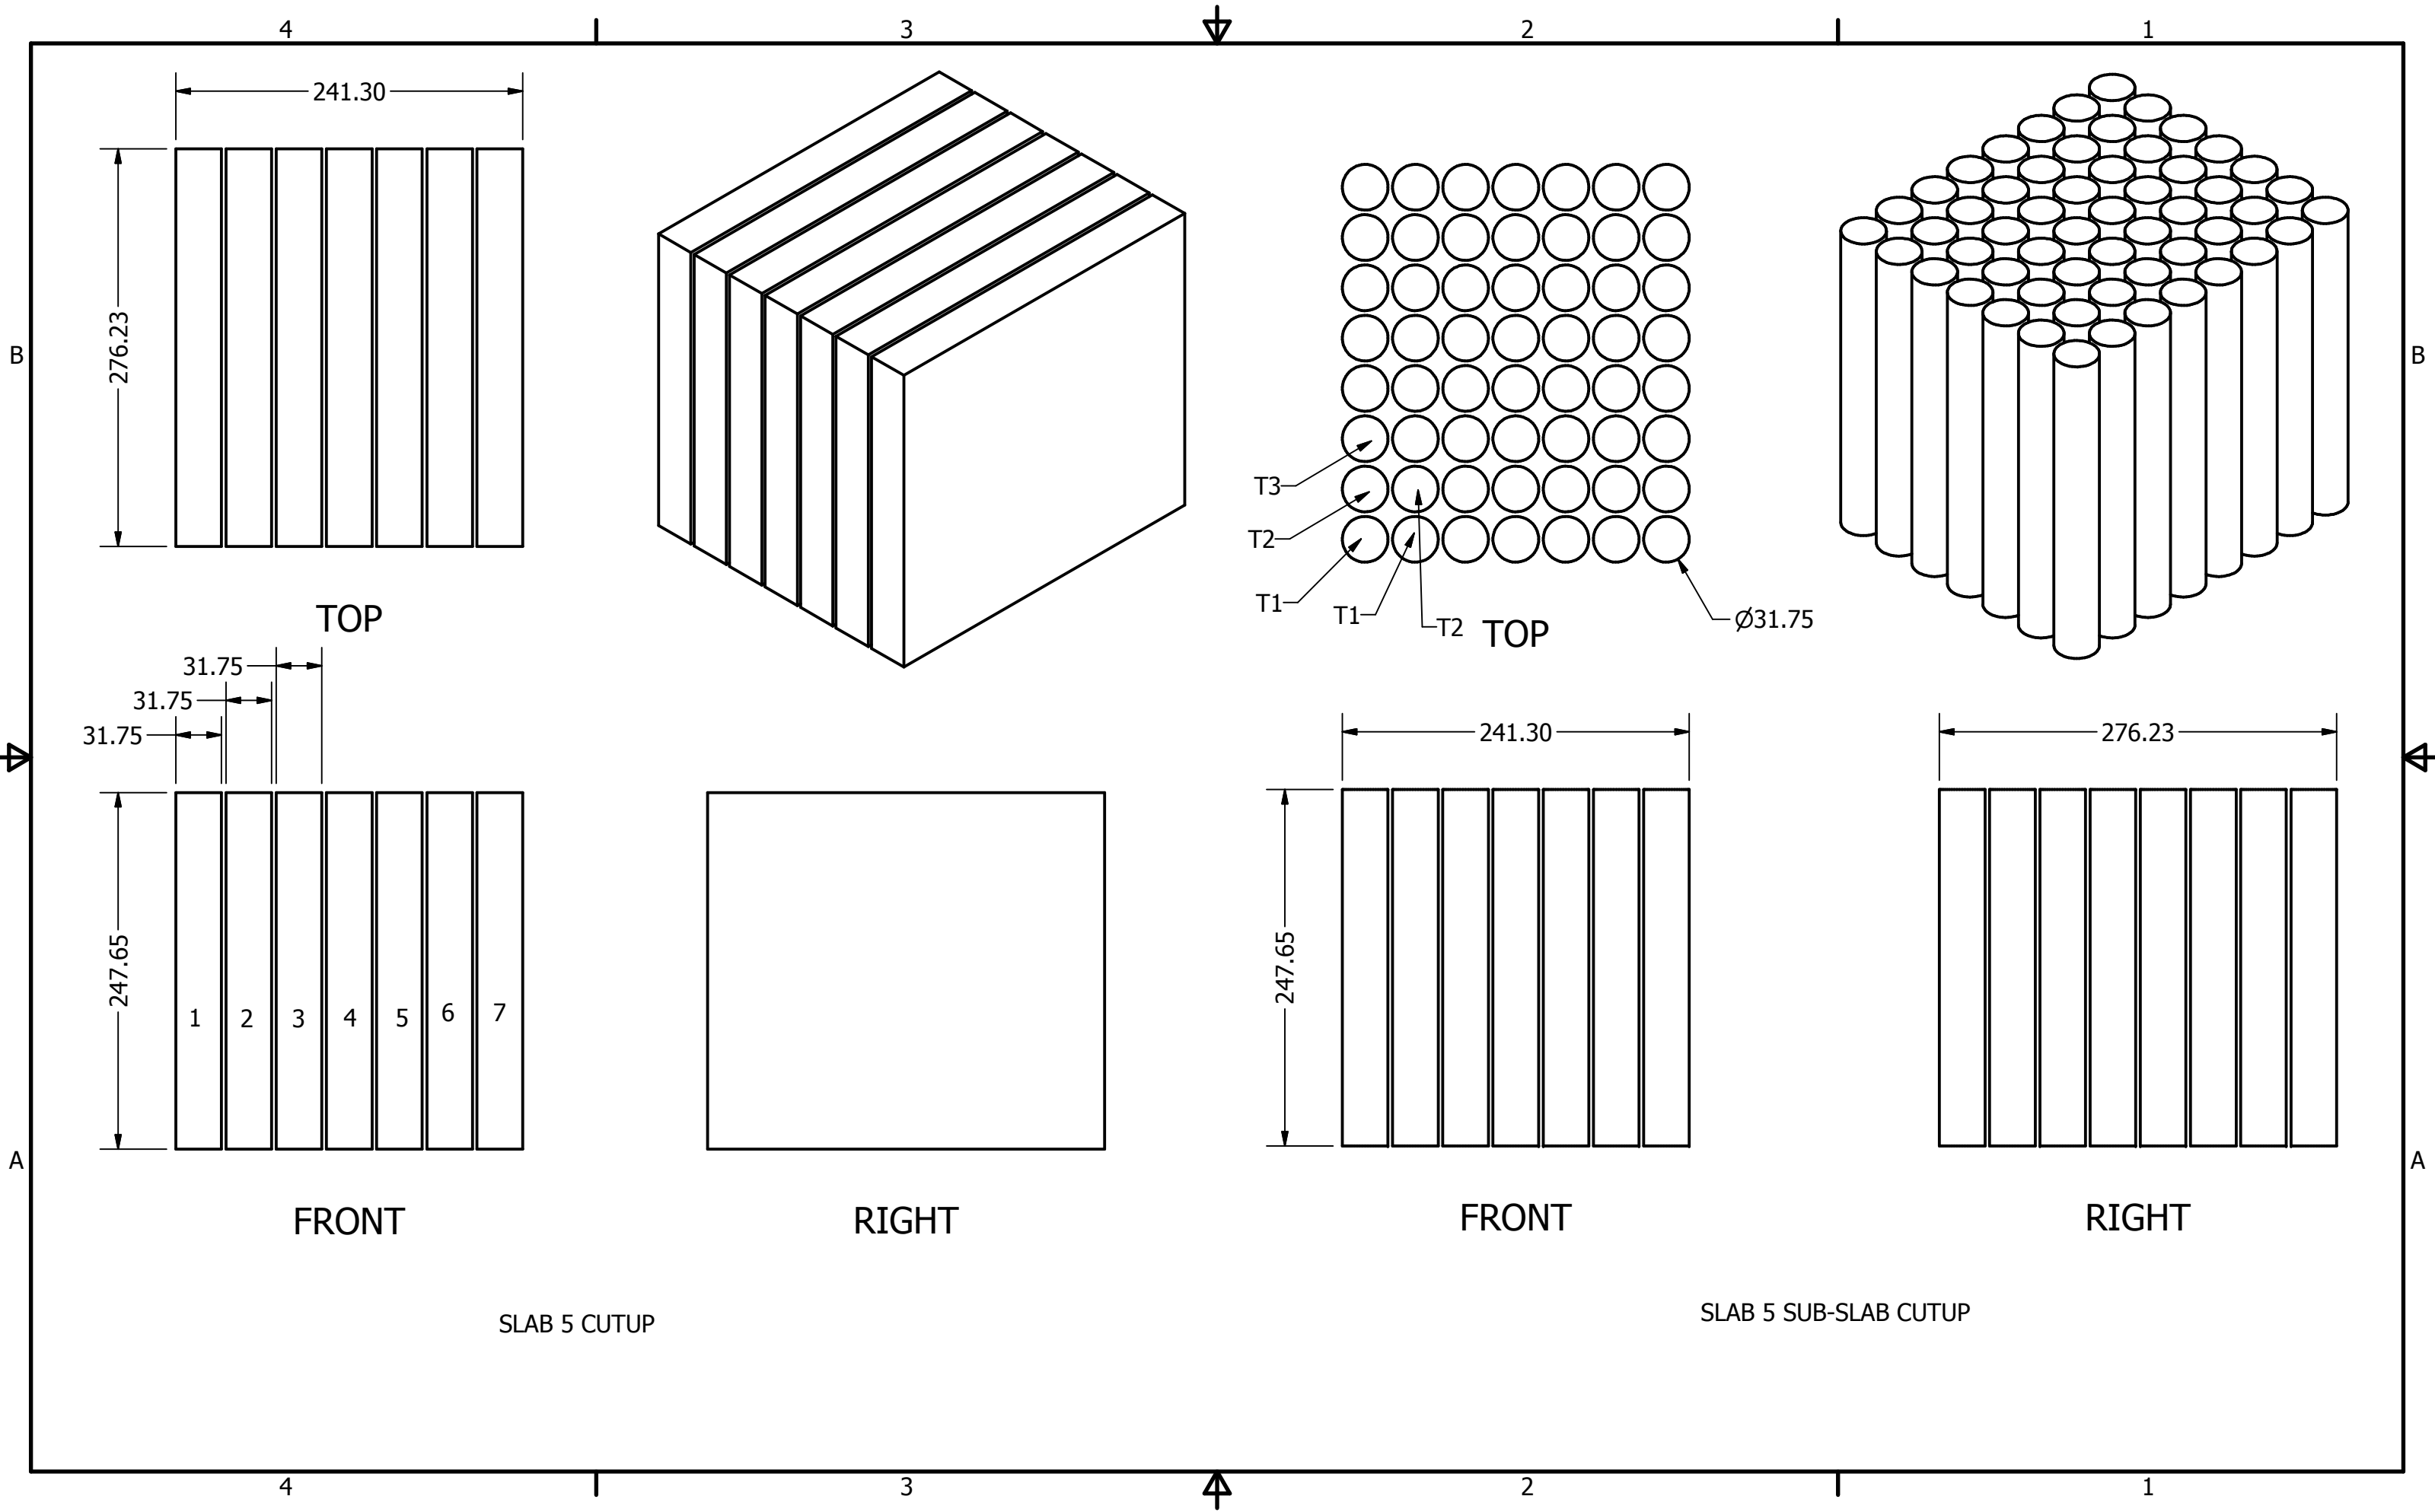 4 3 2 1
241.30
276.23
B
B
T3
T2
T1
T1
T2
TOP
TOP
Ø31.75
31.75
31.75
31.75
241.30
276.23
247.65
247.65
1 2 3 4 5 6 7
A
A
FRONT
RIGHT
FRONT
RIGHT
SLAB 5 CUTUP
SLAB 5 SUB-SLAB CUTUP
4 3 2 1